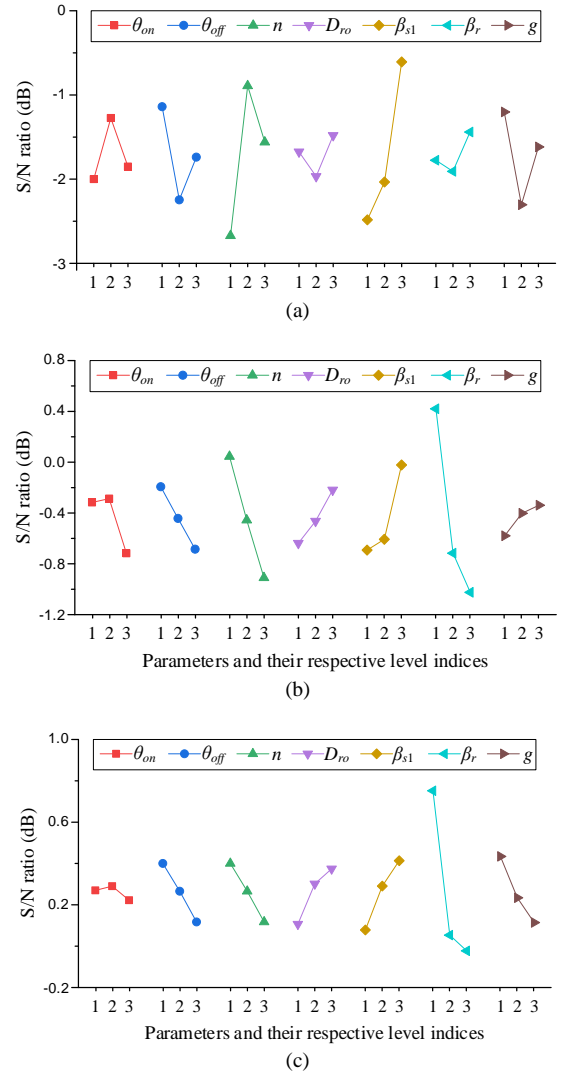 0
θon θoff n Dro βs1 βr g
-1
S/N ratio (dB)
-2
-3
1 2 3 1 2 3 1 2 3 1 2 3 1 2 3 1 2 3 1 2 3
(a)
0.8
θon θoff n Dro βs1 βr g
0.4
S/N ratio (dB)
0.0
-0.4
-0.8
-1.2
1 2 3 1 2 3 1 2 3 1 2 3 1 2 3 1 2 3 1 2 3
Parameters and their respective level indices
(b)
1.0
θon θoff n Dro βs1 βr g
S/N ratio (dB)
0.6
0.2
-0.2
1 2 3 1 2 3 1 2 3 1 2 3 1 2 3 1 2 3 1 2 3
Parameters and their respective level indices
(c)